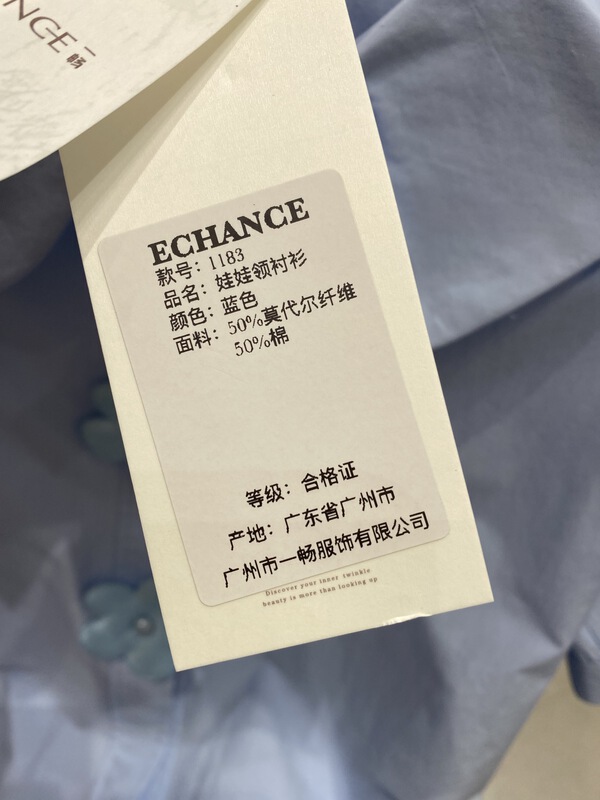 NCE 一畅
ECHANCE
款号：1183
品名：娃娃领衬衫
颜色：蓝色
面料：50%莫代尔纤维
50%棉
等级：合格证
产地：广东省广州市
广州市一畅服饰有限公司
Discover your inner twinkle
beauty is more than looking up